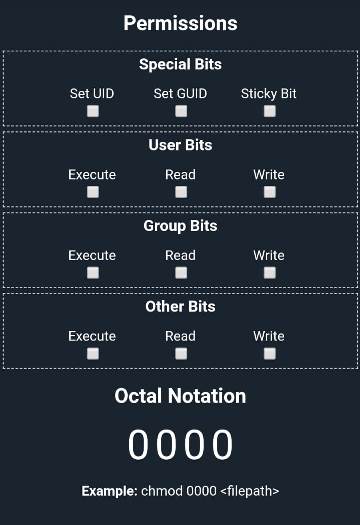 Permissions
Special Bits
Set UID Set GUID Sticky Bit
User Bits
Execute Read Write
Group Bits
Execute Read Write
Other Bits
Execute Read Write
Octal Notation
0000
Example: chmod 0000 <filepath>